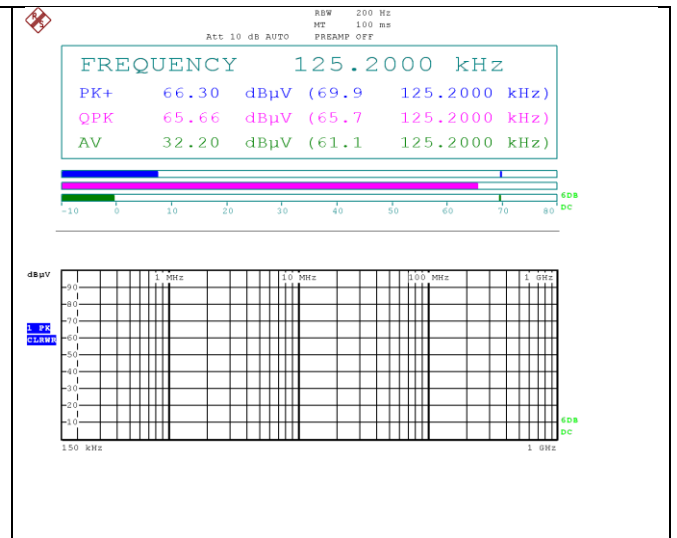 RBW 200 Hz
MT 100 ms
Att 10 dB AUTO PREAMP OFF
FREQUENCY 125.2000 kHz
PK+ 66.30 dBµV (69.9 125.2000 kHz)
QPK 65.66 dBµV (65.7 125.2000 kHz)
AV 32.20 dBµV (61.1 125.2000 kHz)
6DB
DC
-10 0 10 20 30 40 50 60 70 80
dBµV
1 MHz 10 MHz 100 MHz 1 GHz
90
80
70
1 PK
CLRWR
60
50
40
30
20
10
6DB
DC
150 kHz 1 GHz